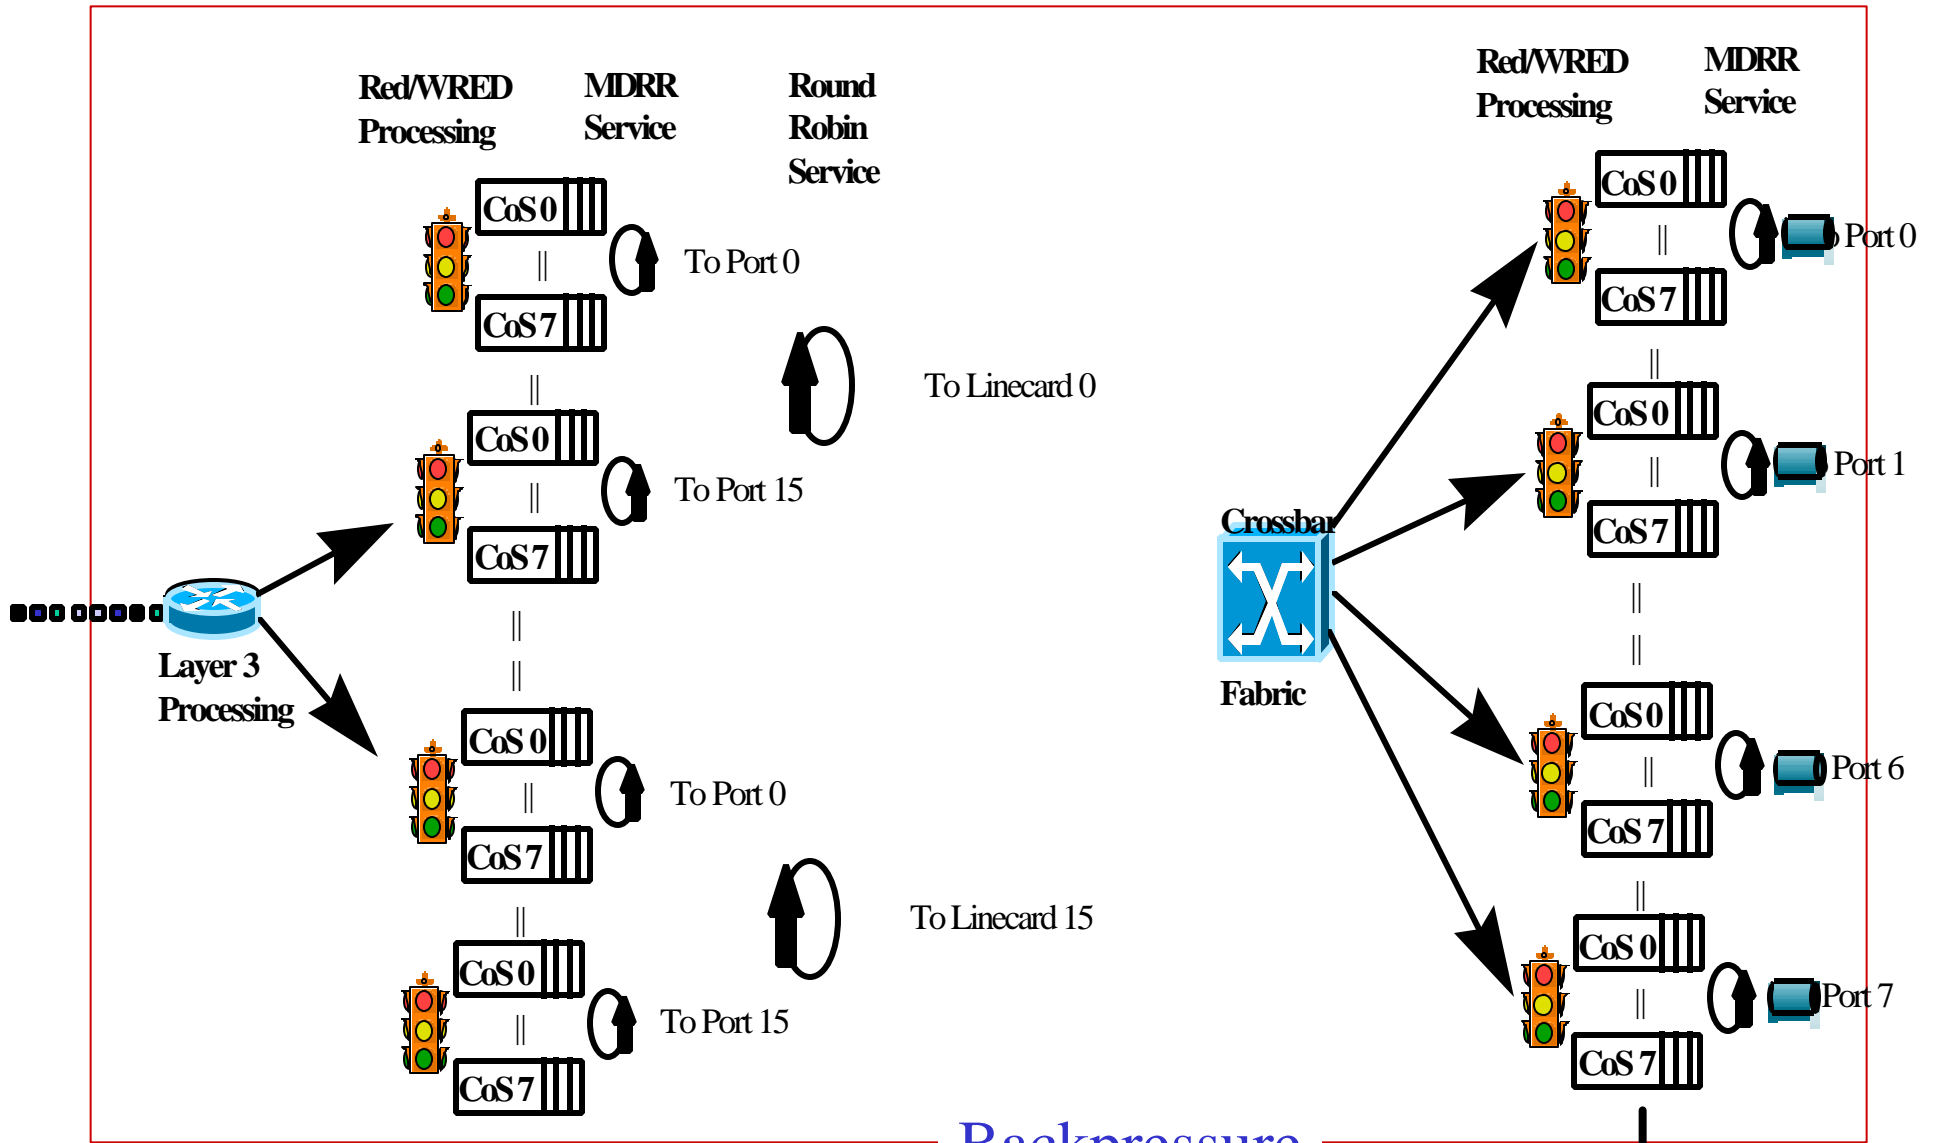 Red/WRED
Processing
MDRR
Service
Round
Robin
Service
CoS 0
CoS 7
To Port 0
To Linecard 0
CoS 0
CoS 7
To Port 15
Layer 3
Processing
CoS 0
CoS 7
To Port 0
To Linecard 15
CoS 0
CoS 7
To Port 15
Crossbar
Fabric
Red/WRED
Processing
MDRR
Service
CoS 0
CoS 7
Port 0
CoS 0
CoS 7
Port 1
CoS 0
CoS 7
Port 6
CoS 0
CoS 7
Port 7
Backpressure